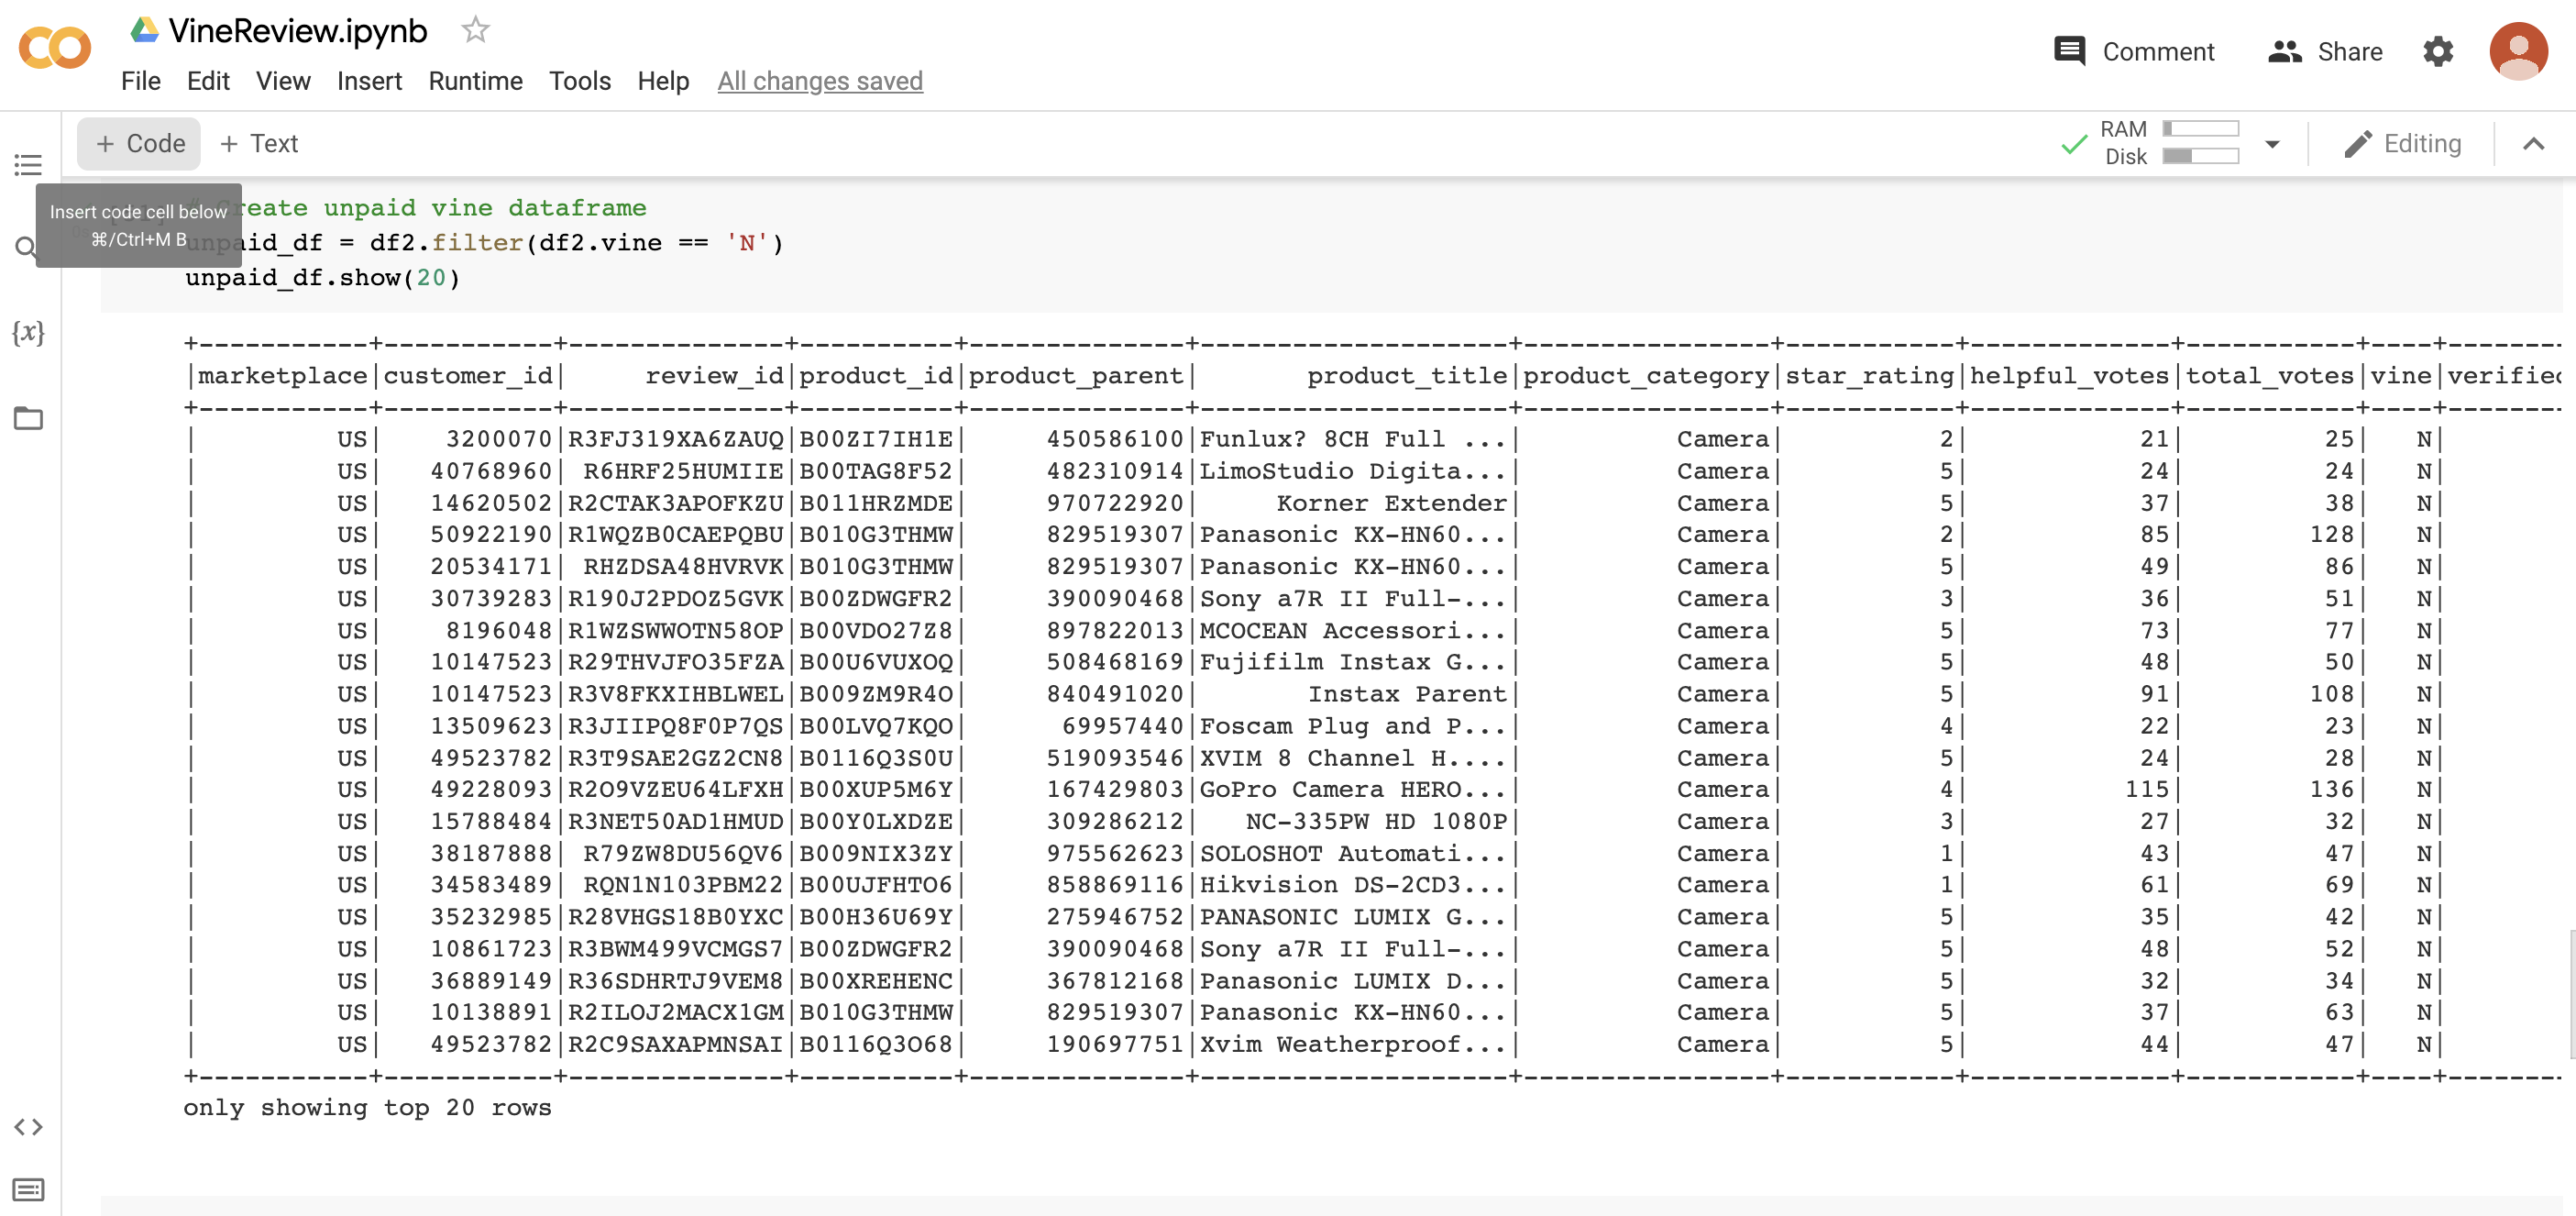 VineReview.ipynb
File Edit View Insert Runtime Tools Help All changes saved
Comment Share
+ Code + Text
RAM
Disk
Editing
Insert code cell below
⌘/Ctrl+M B
# Create unpaid vine dataframe
unpaid_df = df2.filter(df2.vine == 'N')
unpaid_df.show(20)
+-----------+-----------+--------------+----------+--------------+--------------------+----------------+-----------+-------------+-----------+----+--------
|marketplace|customer_id|     review_id|product_id|product_parent|       product_title|product_category|star_rating|helpful_votes|total_votes|vine|verified
+-----------+-----------+--------------+----------+--------------+--------------------+----------------+-----------+-------------+-----------+----+--------
|         US|    3200070|R3FJ319XA6ZAUQ|B00ZI7IH1E|     450586100|Funlux? 8CH Full ...|          Camera|          2|           21|         25|   N|
|         US|   40768960| R6HRF25HUMIIE|B00TAG8F52|     482310914|LimoStudio Digita...|          Camera|          5|           24|         24|   N|
|         US|   14620502|R2CTAK3APOFKZU|B011HRZMDE|     970722920|     Korner Extender|          Camera|          5|           37|         38|   N|
|         US|   50922190|R1WQZB0CAEPQBU|B010G3THMW|     829519307|Panasonic KX-HN60...|          Camera|          2|           85|        128|   N|
|         US|   20534171| RHZDSA48HVRVK|B010G3THMW|     829519307|Panasonic KX-HN60...|          Camera|          5|           49|         86|   N|
|         US|   30739283|R190J2PDOZ5GVK|B00ZDWGFR2|     390090468|Sony a7R II Full-...|          Camera|          3|           36|         51|   N|
|         US|    8196048|R1WZSWWOTN58OP|B00VDO27Z8|     897822013|MCOCEAN Accessori...|          Camera|          5|           73|         77|   N|
|         US|   10147523|R29THVJFO35FZA|B00U6VUXOQ|     508468169|Fujifilm Instax G...|          Camera|          5|           48|         50|   N|
|         US|   10147523|R3V8FKXIHBLWEL|B009ZM9R4O|     840491020|       Instax Parent|          Camera|          5|           91|        108|   N|
|         US|   13509623|R3JIIPQ8F0P7QS|B00LVQ7KQO|      69957440|Foscam Plug and P...|          Camera|          4|           22|         23|   N|
|         US|   49523782|R3T9SAE2GZ2CN8|B0116Q3S0U|     519093546|XVIM 8 Channel H....|          Camera|          5|           24|         28|   N|
|         US|   49228093|R2O9VZEU64LFXH|B00XUP5M6Y|     167429803|GoPro Camera HERO...|          Camera|          4|          115|        136|   N|
|         US|   15788484|R3NET50AD1HMUD|B00Y0LXDZE|     309286212|   NC-335PW HD 1080P|          Camera|          3|           27|         32|   N|
|         US|   38187888| R79ZW8DU56QV6|B009NIX3ZY|     975562623|SOLOSHOT Automati...|          Camera|          1|           43|         47|   N|
|         US|   34583489| RQN1N103PBM22|B00UJFHTO6|     858869116|Hikvision DS-2CD3...|          Camera|          1|           61|         69|   N|
|         US|   35232985|R28VHGS18B0YXC|B00H36U69Y|     275946752|PANASONIC LUMIX G...|          Camera|          5|           35|         42|   N|
|         US|   10861723|R3BWM499VCMGS7|B00ZDWGFR2|     390090468|Sony a7R II Full-...|          Camera|          5|           48|         52|   N|
|         US|   36889149|R36SDHRTJ9VEM8|B00XREHENC|     367812168|Panasonic LUMIX D...|          Camera|          5|           32|         34|   N|
|         US|   10138891|R2ILOJ2MACX1GM|B010G3THMW|     829519307|Panasonic KX-HN60...|          Camera|          5|           37|         63|   N|
|         US|   49523782|R2C9SAXAPMNSAI|B0116Q3O68|     190697751|Xvim Weatherproof...|          Camera|          5|           44|         47|   N|
+-----------+-----------+--------------+----------+--------------+--------------------+----------------+-----------+-------------+-----------+----+--------
only showing top 20 rows